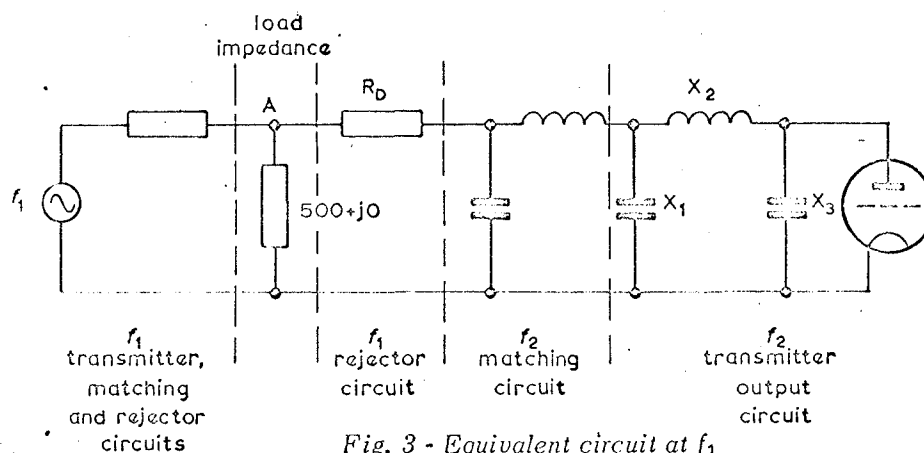 load
impedance
A
R_D
X_2
f_1
500+j0
X_1
X_3
f_1
transmitter,
matching
and rejector
circuits
f_1
rejector
circuit
f_2
matching
circuit
f_2
transmitter
output
circuit
Fig. 3 - Equivalent circuit at f_1